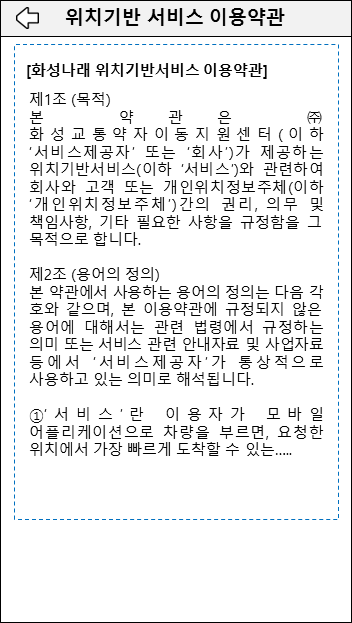 위치기반 서비스 이용약관
[화성나래 위치기반서비스 이용약관]
제1조 (목적)
본 약관은 ㈜
화성교통약자이동지원센터(이하
‘서비스제공자’ 또는 ‘회사’)가 제공하는
위치기반서비스(이하 ‘서비스’)와 관련하여
회사와 고객 또는 개인위치정보주체(이하
‘개인위치정보주체’)간의 권리, 의무 및
책임사항, 기타 필요한 사항을 규정함을 그
목적으로 합니다.
제2조 (용어의 정의)
본 약관에서 사용하는 용어의 정의는 다음 각
호와 같으며, 본 이용약관에 규정되지 않은
용어에 대해서는 관련 법령에서 규정하는
의미 또는 서비스 관련 안내자료 및 사업자료
등에서 ‘서비스제공자’가 통상적으로
사용하고 있는 의미로 해석됩니다.
①‘서비스’란 이용자가 모바일
어플리케이션으로 차량을 부르면, 요청한
위치에서 가장 빠르게 도착할 수 있는.....